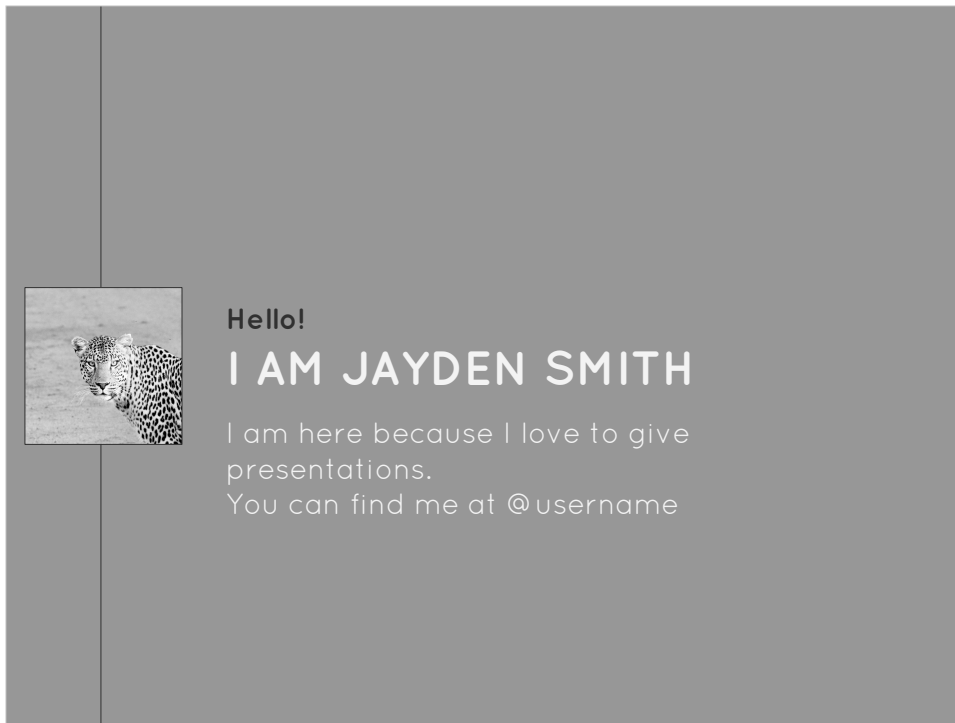 Hello!
I AM JAYDEN SMITH
I am here because I love to give
presentations.
You can find me at @username